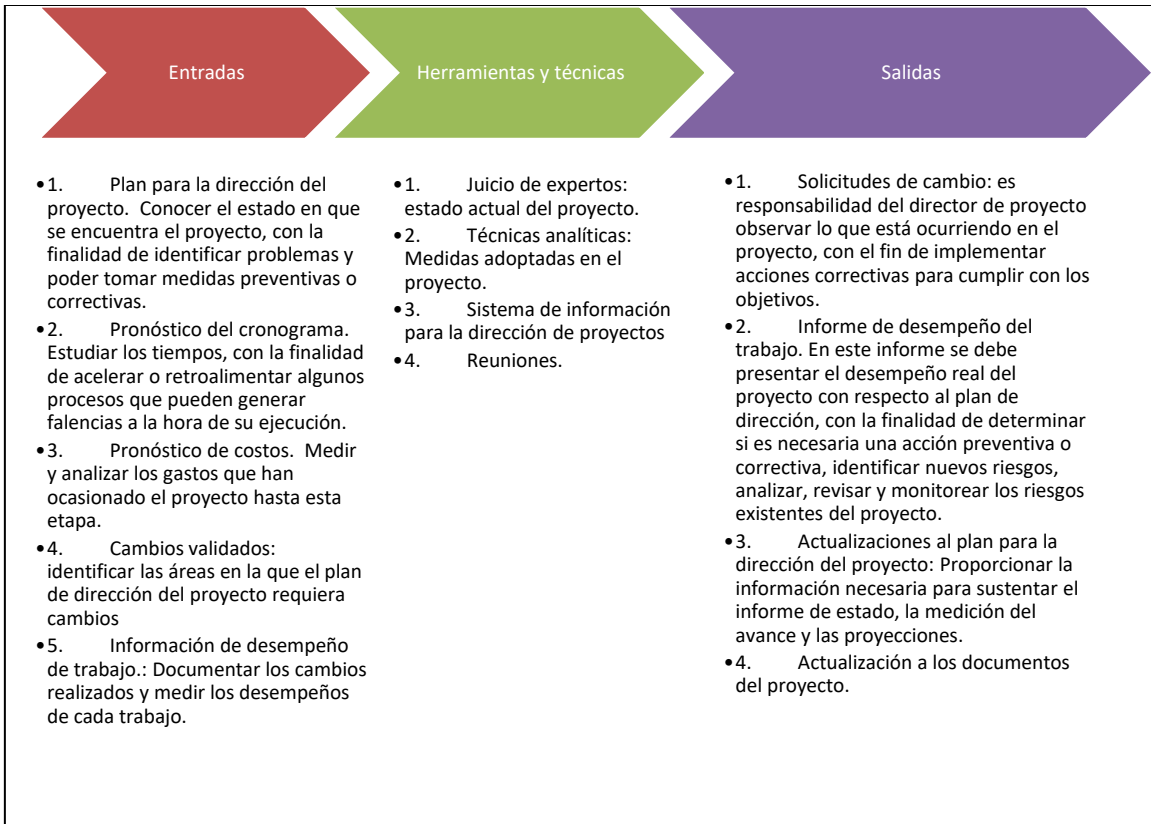 Entradas
Herramientas y técnicas
Salidas
•1. Plan para la dirección del
proyecto. Conocer el estado en que
se encuentra el proyecto, con la
finalidad de identificar problemas y
poder tomar medidas preventivas o
correctivas.
•2. Pronóstico del cronograma.
Estudiar los tiempos, con la finalidad
de acelerar o retroalimentar algunos
procesos que pueden generar
falencias a la hora de su ejecución.
•3. Pronóstico de costos. Medir
y analizar los gastos que han
ocasionado el proyecto hasta esta
etapa.
•4. Cambios validados:
identificar las áreas en la que el plan
de dirección del proyecto requiera
cambios
•5. Información de desempeño
de trabajo.: Documentar los cambios
realizados y medir los desempeños
de cada trabajo.
•1. Juicio de expertos:
estado actual del proyecto.
•2. Técnicas analíticas:
Medidas adoptadas en el
proyecto.
•3. Sistema de información
para la dirección de proyectos
•4. Reuniones.
•1. Solicitudes de cambio: es
responsabilidad del director de proyecto
observar lo que está ocurriendo en el
proyecto, con el fin de implementar
acciones correctivas para cumplir con los
objetivos.
•2. Informe de desempeño del
trabajo. En este informe se debe
presentar el desempeño real del
proyecto con respecto al plan de
dirección, con la finalidad de determinar
si es necesaria una acción preventiva o
correctiva, identificar nuevos riesgos,
analizar, revisar y monitorear los riesgos
existentes del proyecto.
•3. Actualizaciones al plan para la
dirección del proyecto: Proporcionar la
información necesaria para sustentar el
informe de estado, la medición del
avance y las proyecciones.
•4. Actualización a los documentos
del proyecto.